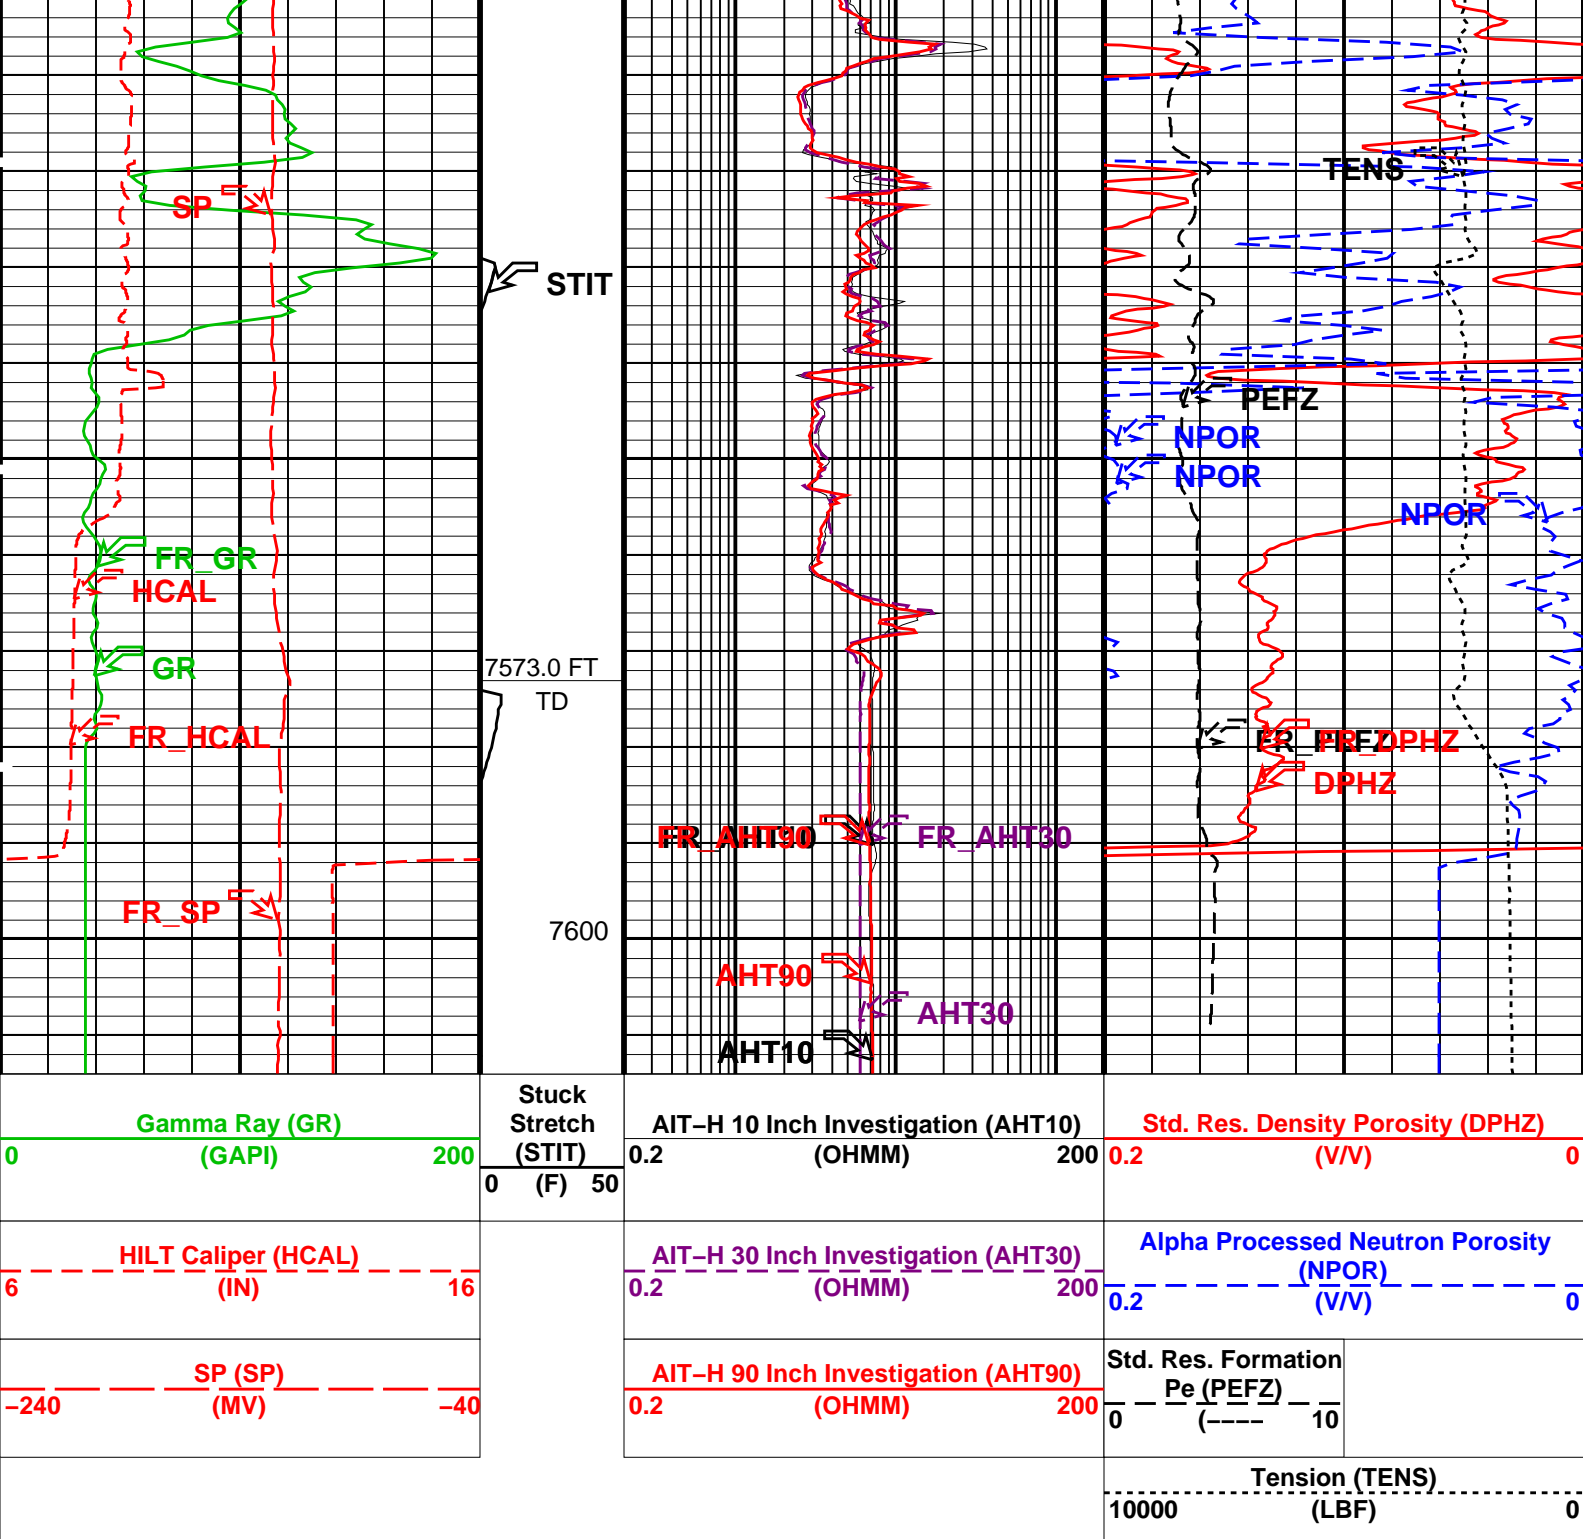 TENS
SP
STIT
PEFZ
NPOR
NPOR
NPOR
FR_GR
HCAL
GR
7573.0 FT
TD
FR_HCAL
FR_PEFZ
FR_DPHZ
DPHZ
FR_AHT90
FR_AHT10
FR_AHT30
FR_SP
7600
AHT90
AHT30
AHT10
Gamma Ray (GR)
0 (GAPI) 200
HILT Caliper (HCAL)
6 (IN) 16
SP (SP)
−240 (MV) −40
Stuck
Stretch
(STIT)
0 (F) 50
AIT−H 10 Inch Investigation (AHT10)
0.2 (OHMM) 200
AIT−H 30 Inch Investigation (AHT30)
0.2 (OHMM) 200
AIT−H 90 Inch Investigation (AHT90)
0.2 (OHMM) 200
Std. Res. Density Porosity (DPHZ)
0.2 (V/V) 0
Alpha Processed Neutron Porosity
(NPOR)
0.2 (V/V) 0
Std. Res. Formation
Pe (PEFZ)
0 (−−−− 10
Tension (TENS)
10000 (LBF) 0